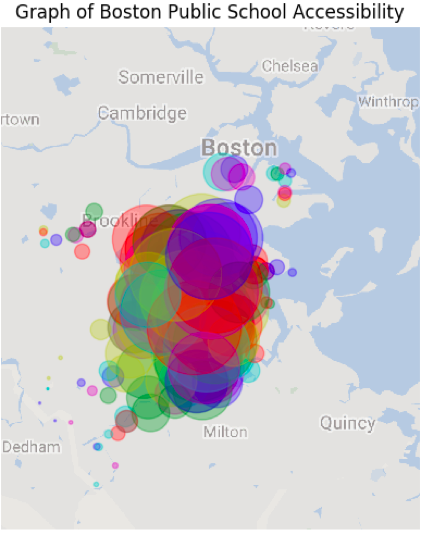 Graph of Boston Public School Accessibility
Revere
Chelsea
Somerville
Winthrop
Cambridge
rtown
Boston
Brookline
Quincy
Milton
Dedham